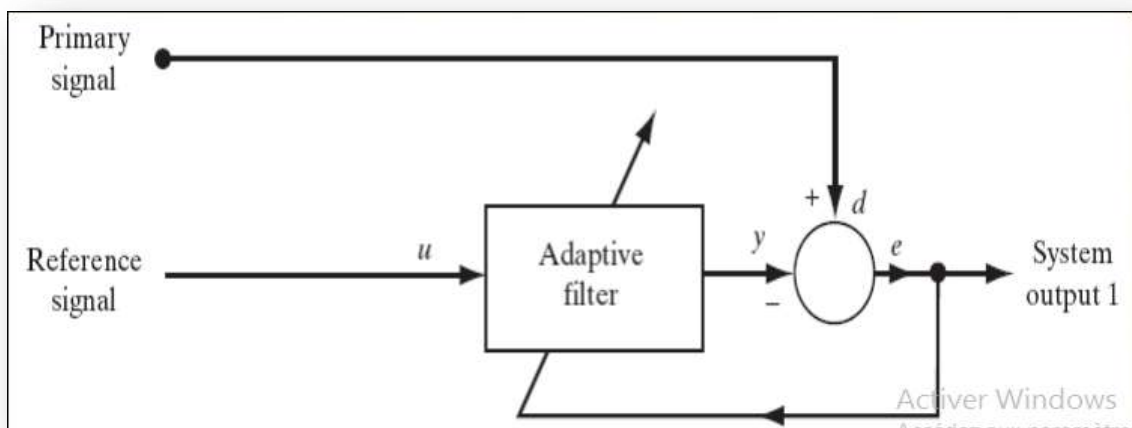 Primary
signal
+ d
Reference
signal
u
Adaptive
filter
y
−
e
System
output 1
Activer Windows